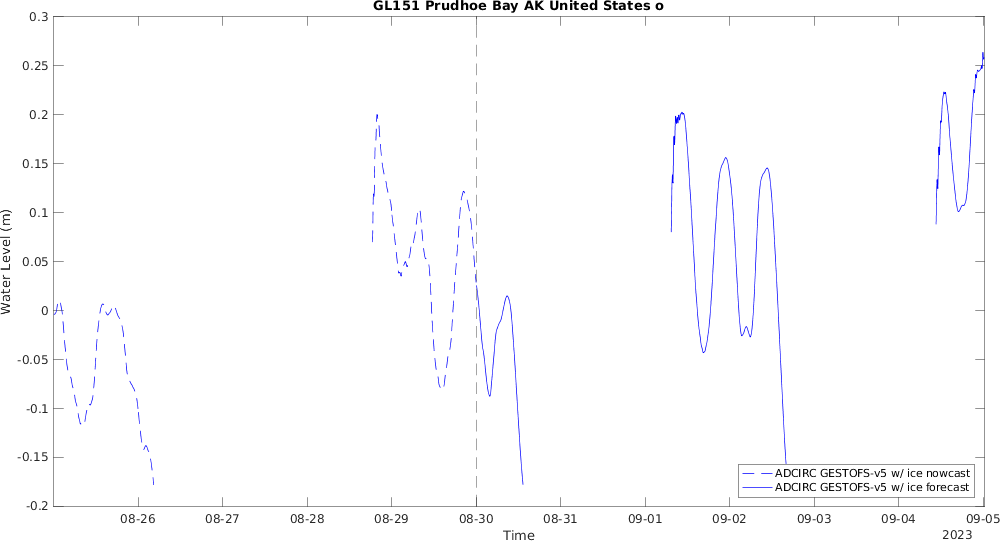 GL151 Prudhoe Bay AK United States o
0.3
0.25
0.2
0.15
0.1
0.05
0
-0.05
-0.1
-0.15
-0.2
Water Level (m)
ADCIRC GESTOFS-v5 w/ ice nowcast
ADCIRC GESTOFS-v5 w/ ice forecast
08-26 08-27 08-28 08-29 08-30 08-31 09-01 09-02 09-03 09-04 09-05
Time
2023